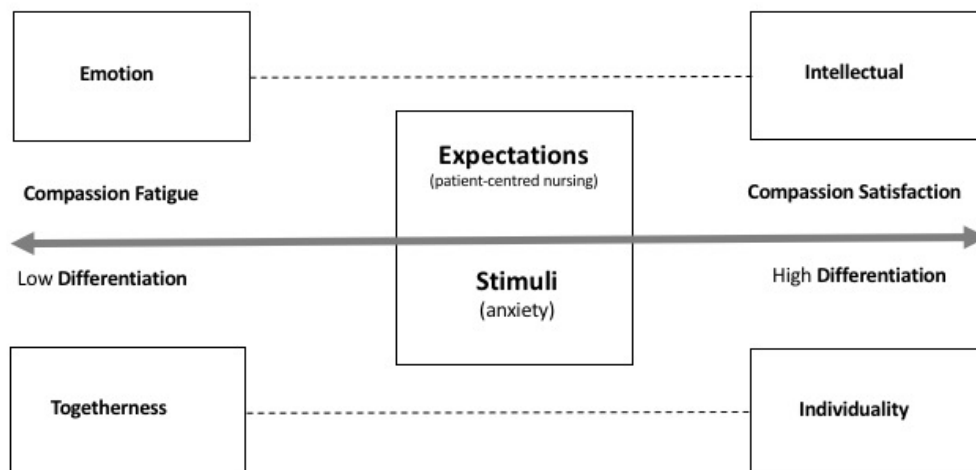 Emotion
Intellectual
Expectations
(patient-centred nursing)
Compassion Fatigue
Compassion Satisfaction
Low Differentiation
High Differentiation
Stimuli
(anxiety)
Togetherness
Individuality